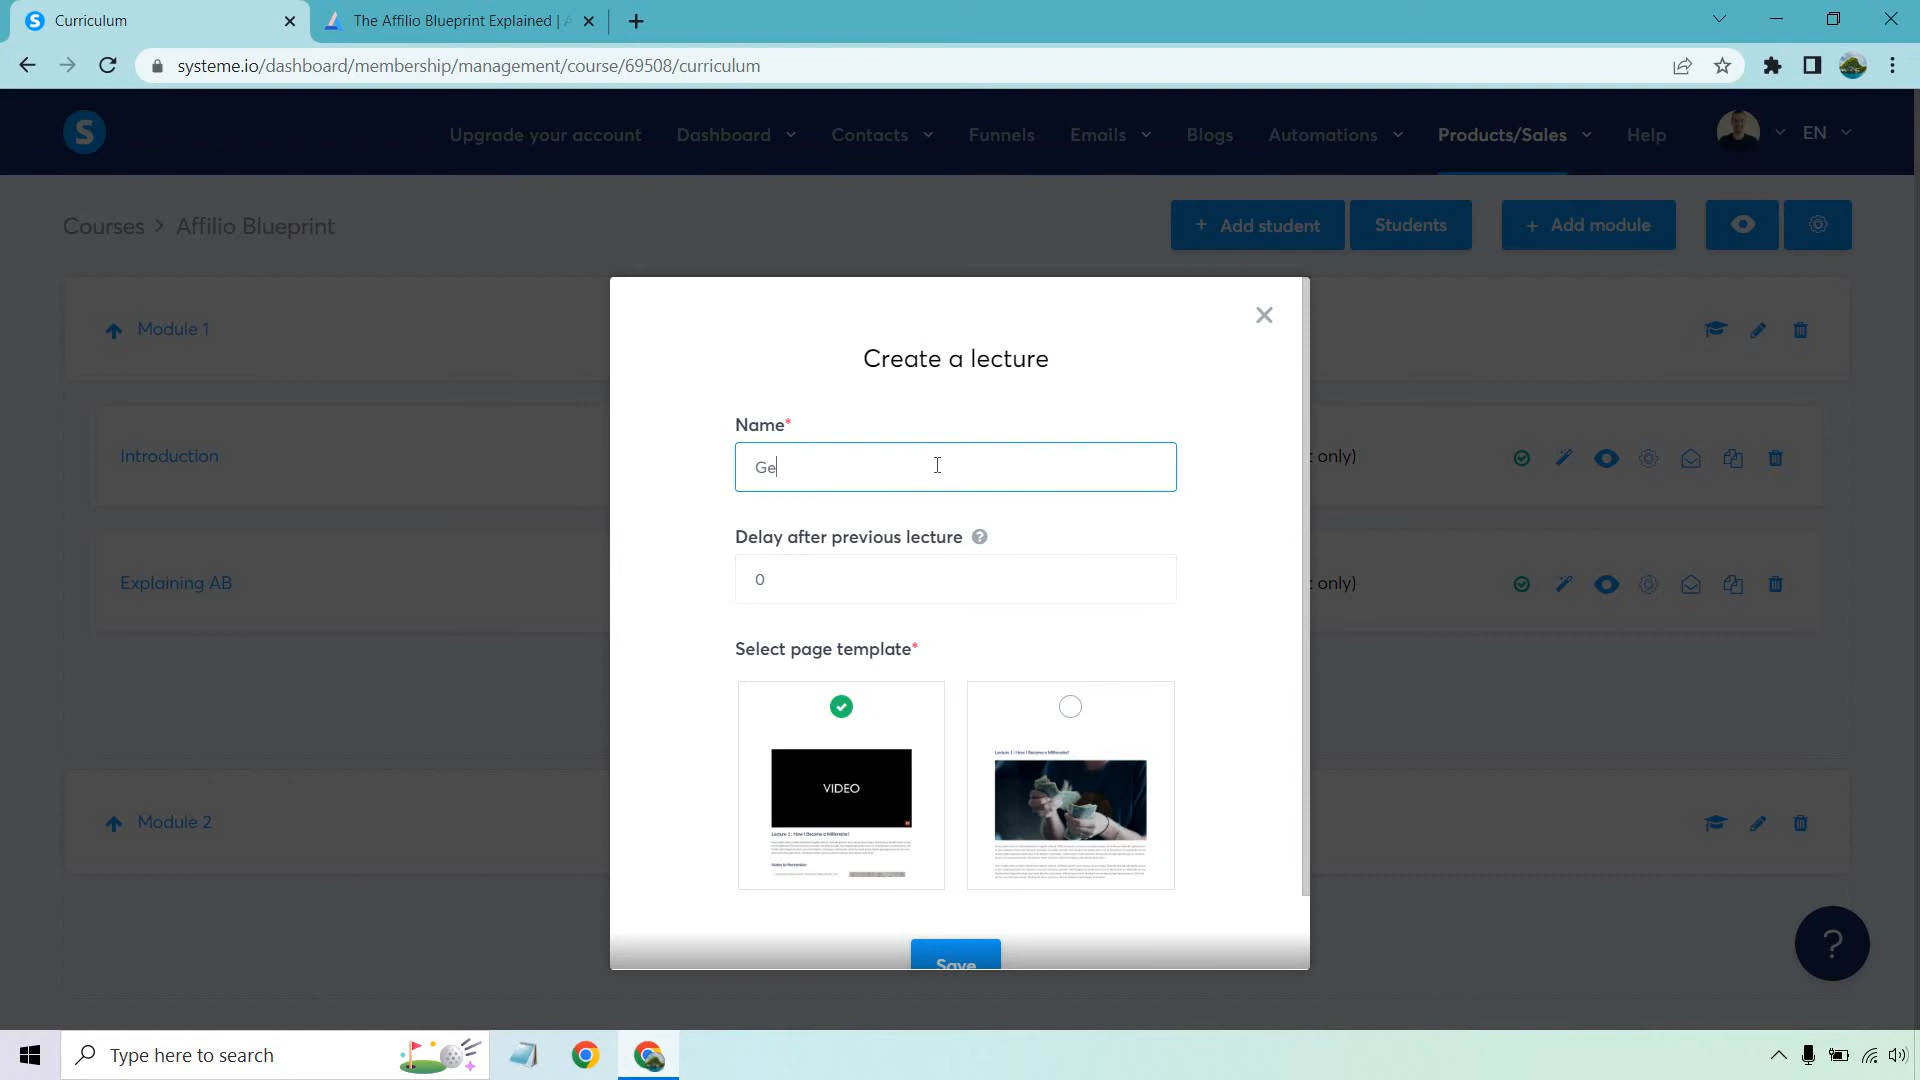 Curriculum
The Affilio Blueprint Explained | A
systeme.io/dashboard/membership/management/course/69508/curriculum
S
Upgrade your account
Dashboard
Contacts
Funnels
Emails
Blogs
Automations
Products/Sales
Help
EN
Courses > Affilio Blueprint
+ Add student
Students
+ Add module
Module 1
Create a lecture
Name*
Ge
Introduction
t only)
Delay after previous lecture ?
0
Explaining AB
t only)
Select page template*
VIDEO
Lecture 1: How I Became a Millionaire?
Notes to Remember
Lecture 1: How I Became a Millionaire?
Module 2
Save
?
Type here to search